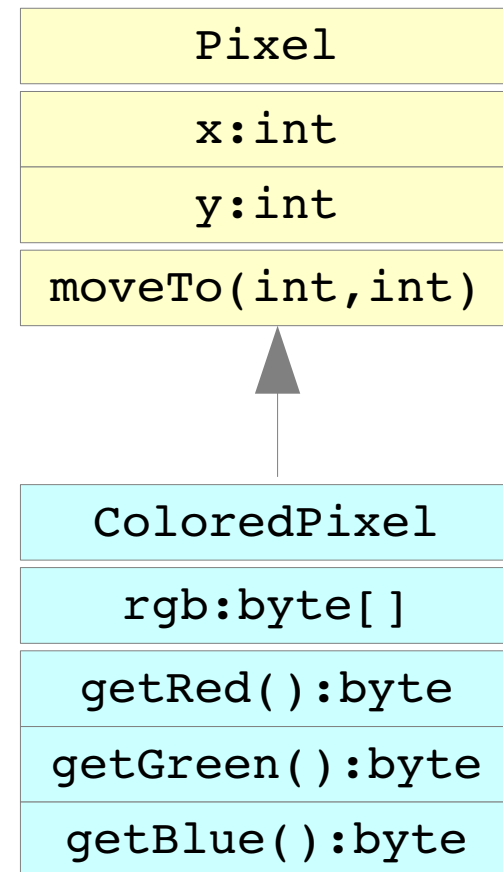 Pixel
x:int
y:int
moveTo(int,int)
ColoredPixel
rgb:byte[]
getRed():byte
getGreen():byte
getBlue():byte